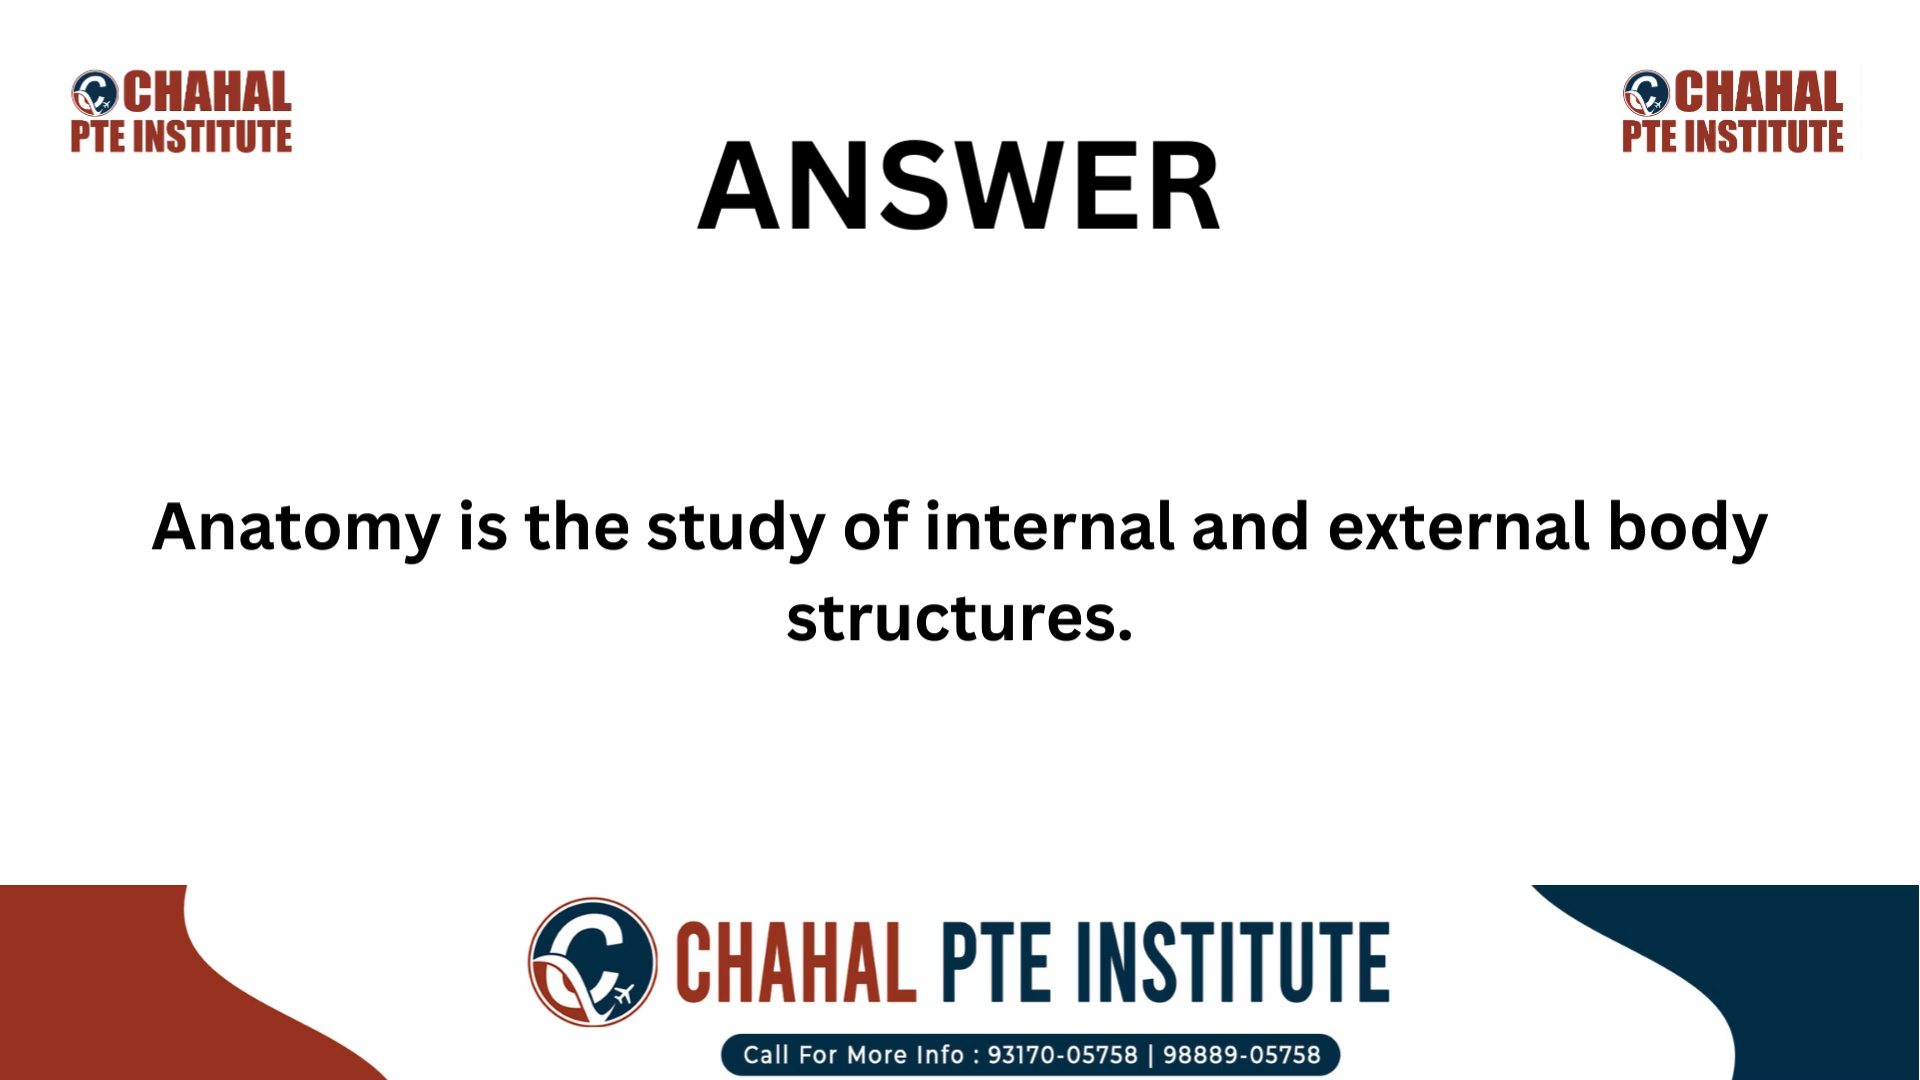 CHAHAL
PTE INSTITUTE
CHAHAL
PTE INSTITUTE
ANSWER
Anatomy is the study of internal and external body
structures.
CHAHAL PTE INSTITUTE
Call For More Info : 93170-05758 | 98889-05758